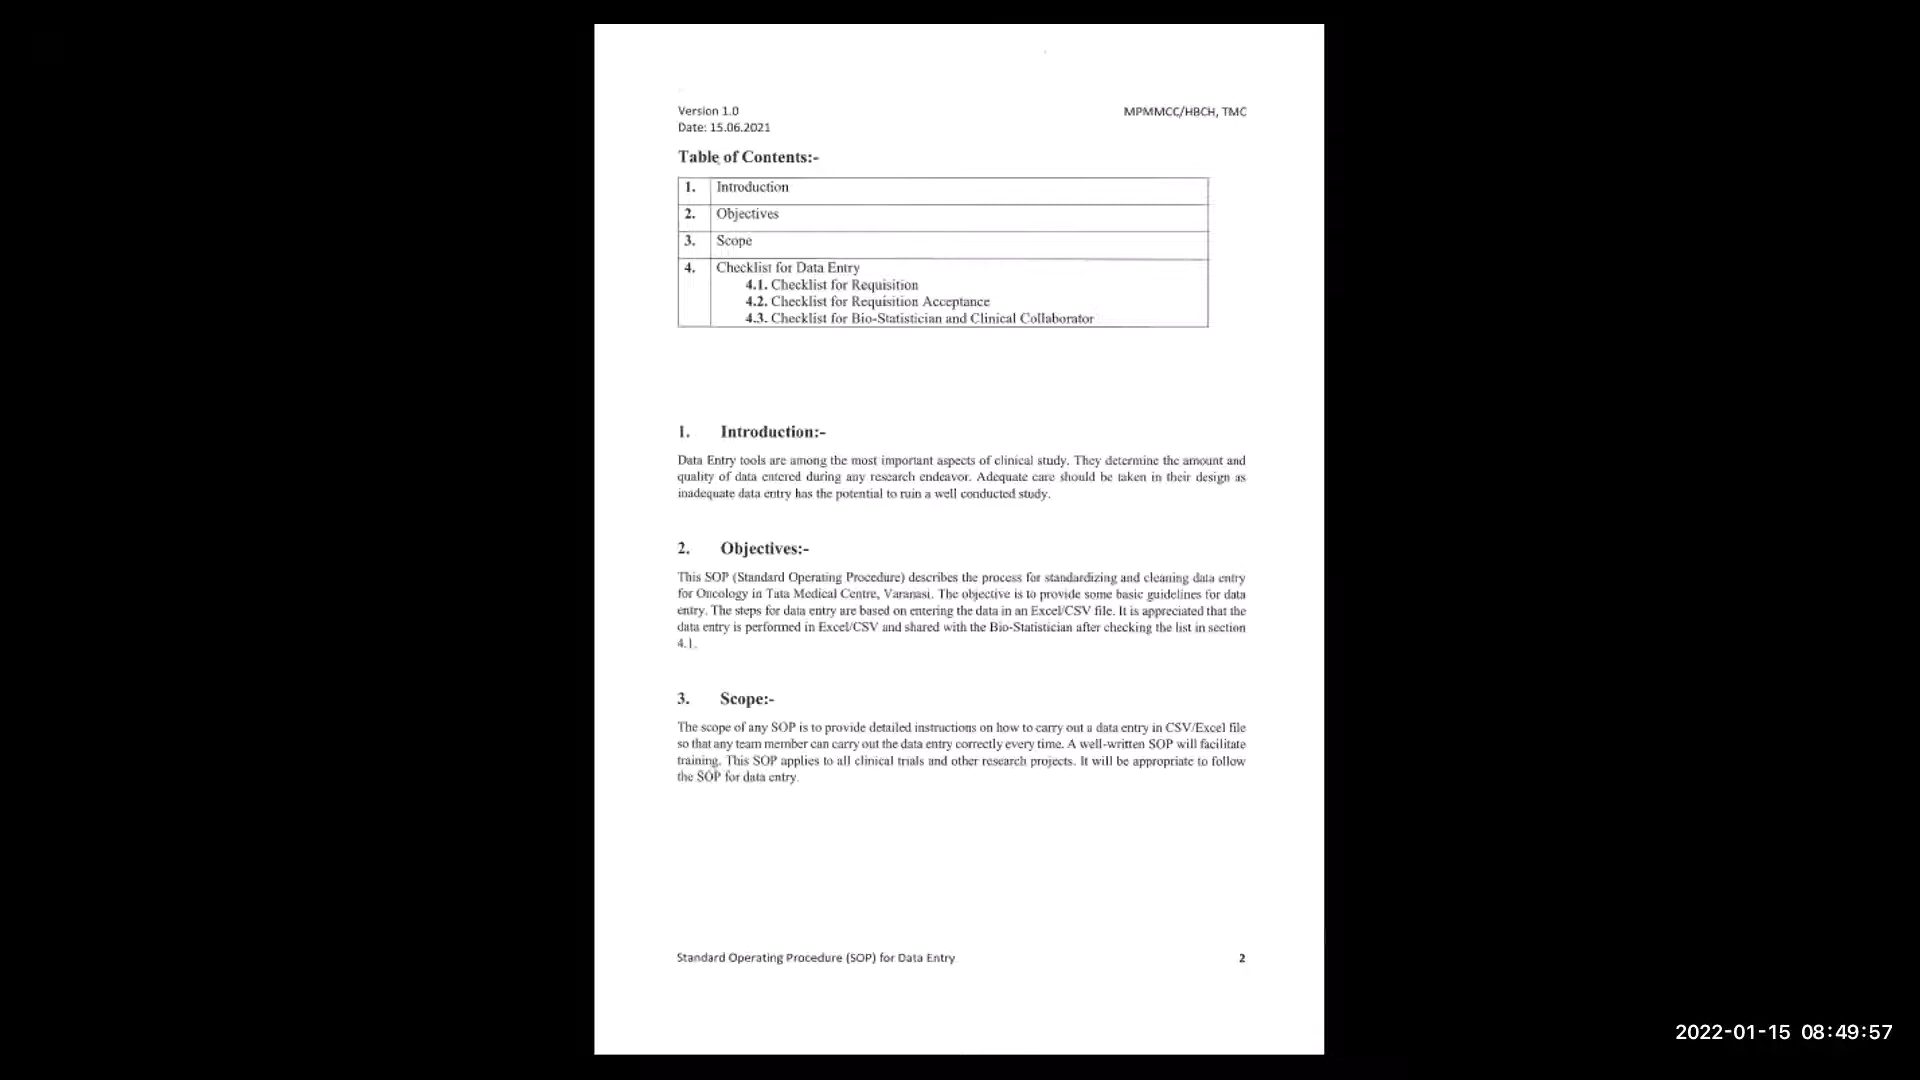 Version 1.0
MPMMCC/HBCH, TMC
Date: 15.06.2021
Table of Contents:-
1. Introduction
2. Objectives
3. Scope
4. Checklist for Data Entry
4.1. Checklist for Requisition
4.2. Checklist for Requisition Acceptance
4.3. Checklist for Bio-Statistician and Clinical Collaborator
1. Introduction:-
Data Entry tools are among the most important aspects of clinical study. They determine the amount and
quality of data entered during any research endeavor. Adequate care should be taken in their design as
inadequate data entry has the potential to ruin a well conducted study.
2. Objectives:-
This SOP (Standard Operating Procedure) describes the process for standardizing and cleaning data entry
for Oncology in Tata Medical Centre, Varanasi. The objective is to provide some basic guidelines for data
entry. The steps for data entry are based on entering the data in an Excel/CSV file. It is appreciated that the
data entry is performed in Excel/CSV and shared with the Bio-Statistician after checking the list in section
4.1.
3. Scope:-
The scope of any SOP is to provide detailed instructions on how to carry out a data entry in CSV/Excel file
so that any team member can carry out the data entry correctly every time. A well-written SOP will facilitate
training. This SOP applies to all clinical trials and other research projects. It will be appropriate to follow
the SOP for data entry.
Standard Operating Procedure (SOP) for Data Entry
2
2022-01-15 08:49:57